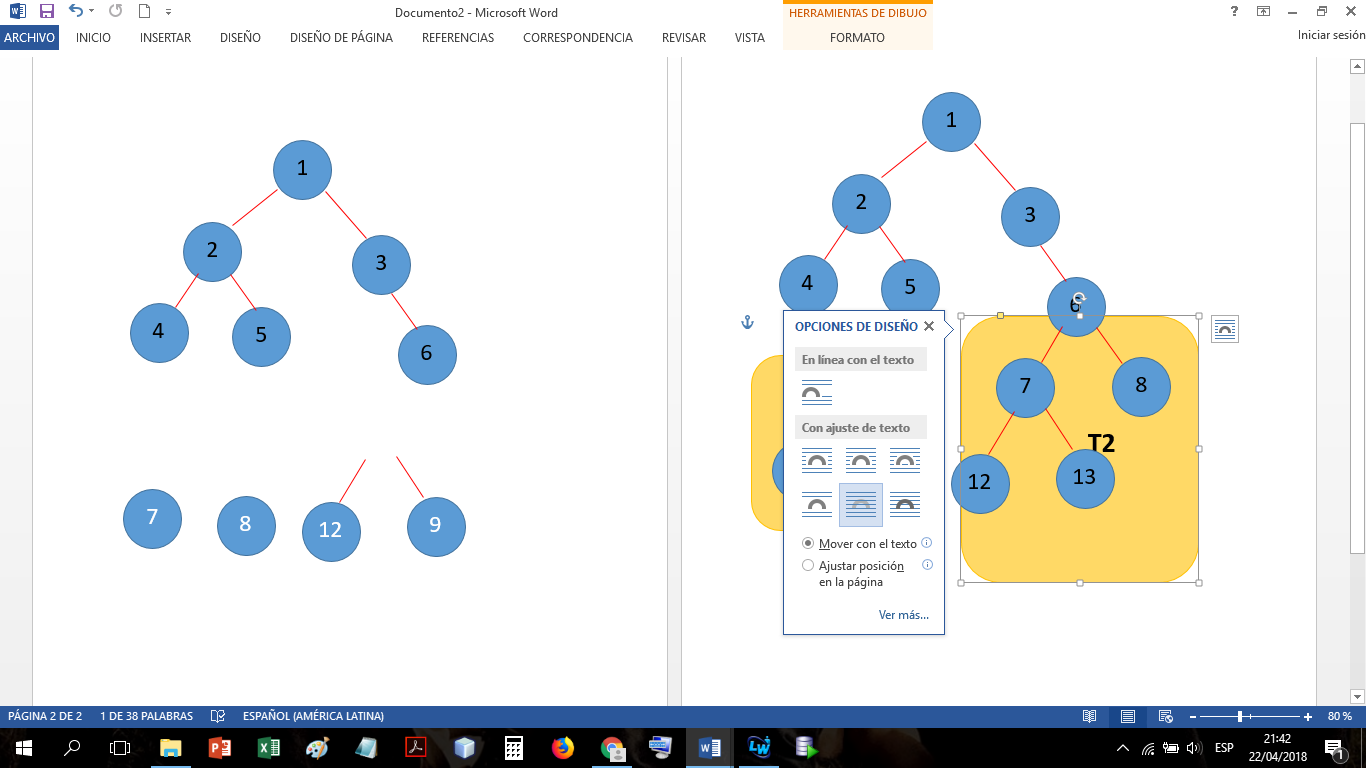 Documento2 - Microsoft Word
HERRAMIENTAS DE DIBUJO
?
ARCHIVO INICIO INSERTAR DISEÑO DISEÑO DE PÁGINA REFERENCIAS CORRESPONDENCIA REVISAR VISTA FORMATO Iniciar sesión
1
2
3
4
5
6
7
8
12
9
1
2
3
4
5
6
7
8
T2
12
13
OPCIONES DE DISEÑO
En línea con el texto
Con ajuste de texto
Mover con el texto
Ajustar posición
en la página
Ver más...
PÁGINA 2 DE 2 1 DE 38 PALABRAS ESPAÑOL (AMÉRICA LATINA) 80 %
ESP
21:42
22/04/2018
1